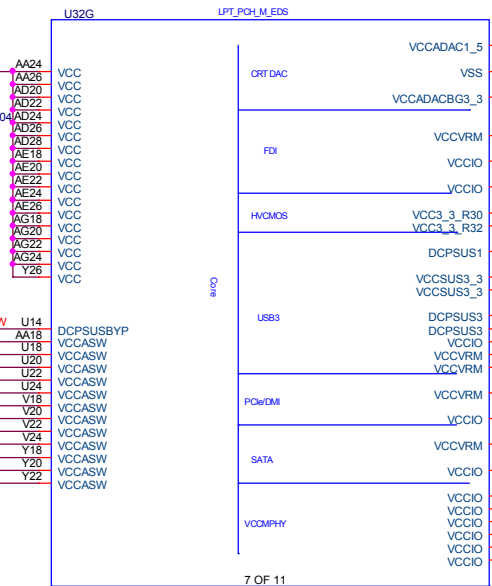 U32G LPT_PCH_M_EDS
AA24 VCC
AA26 VCC
AD20 VCC
AD22 VCC
04 AD24 VCC
AD26 VCC
AD28 VCC
AE18 VCC
AE20 VCC
AE22 VCC
AE24 VCC
AE26 VCC
AG18 VCC
AG20 VCC
AG22 VCC
AG24 VCC
Y26 VCC
W U14 DCPSUSBYP
AA18 VCCASW
U18 VCCASW
U20 VCCASW
U22 VCCASW
U24 VCCASW
V18 VCCASW
V20 VCCASW
V22 VCCASW
V24 VCCASW
Y18 VCCASW
Y20 VCCASW
Y22 VCCASW
Core
CRT DAC
FDI
HVCMOS
USB3
PCIe/DMI
SATA
VCCMPHY
VCCADAC1_5
VSS
VCCADACBG3_3
VCCVRM
VCCIO
VCCIO
VCC3_3_R30
VCC3_3_R32
DCPSUS1
VCCSUS3_3
VCCSUS3_3
DCPSUS3
DCPSUS3
VCCIO
VCCVRM
VCCVRM
VCCVRM
VCCIO
VCCVRM
VCCIO
VCCIO
VCCIO
VCCIO
VCCIO
VCCIO
VCCIO
7 OF 11